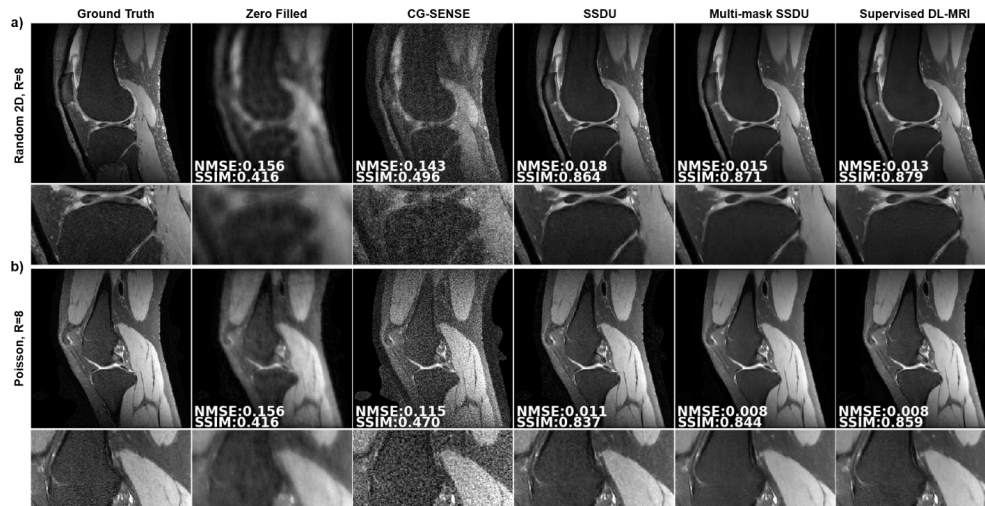 Ground Truth Zero Filled CG-SENSE SSDU Multi-mask SSDU Supervised DL-MRI
a)
Random 2D, R=8
NMSE:0.156 NMSE:0.143 NMSE:0.018 NMSE:0.015 NMSE:0.013
SSIM:0.416 SSIM:0.496 SSIM:0.864 SSIM:0.871 SSIM:0.879
b)
Poisson, R=8
NMSE:0.156 NMSE:0.115 NMSE:0.011 NMSE:0.008 NMSE:0.008
SSIM:0.416 SSIM:0.470 SSIM:0.837 SSIM:0.844 SSIM:0.859